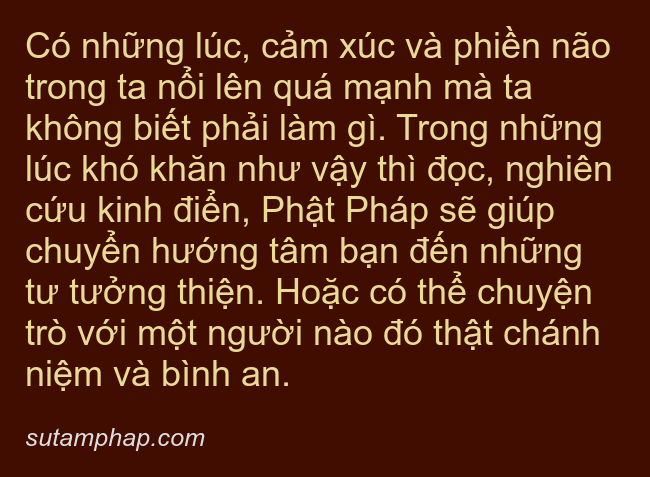 Có những lúc, cảm xúc và phiền não
trong ta nổi lên quá mạnh mà ta
không biết phải làm gì. Trong những
lúc khó khăn như vậy thì đọc, nghiên
cứu kinh điển, Phật Pháp sẽ giúp
chuyển hướng tâm bạn đến những
tư tưởng thiện. Hoặc có thể chuyện
trò với một người nào đó thật chánh
niệm và bình an.
sutamphap.com